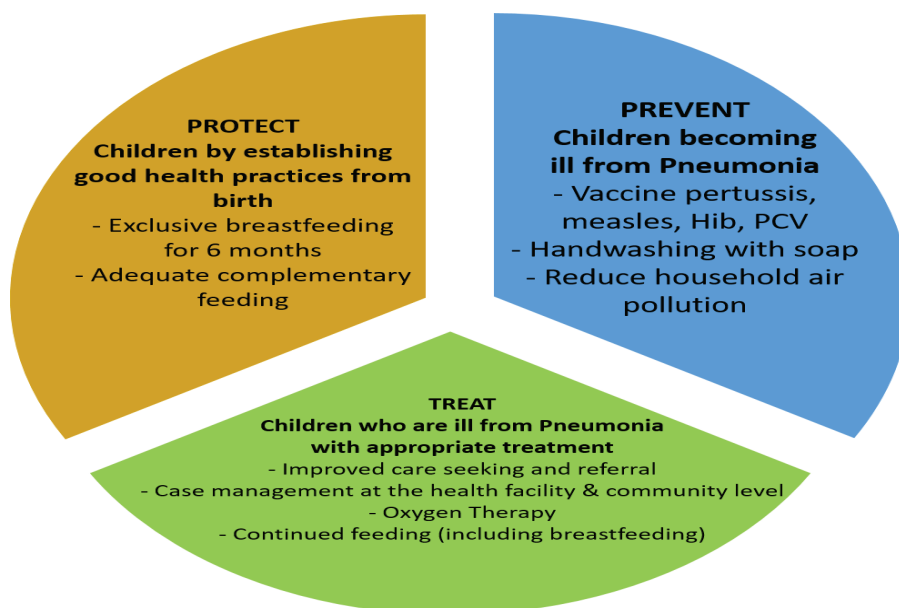 PROTECT
Children by establishing
good health practices from
birth
- Exclusive breastfeeding
for 6 months
- Adequate complementary
feeding
PREVENT
Children becoming
ill from Pneumonia
- Vaccine pertussis,
measles, Hib, PCV
- Handwashing with soap
- Reduce household air
pollution
TREAT
Children who are ill from Pneumonia
with appropriate treatment
- Improved care seeking and referral
- Case management at the health facility & community level
- Oxygen Therapy
- Continued feeding (including breastfeeding)